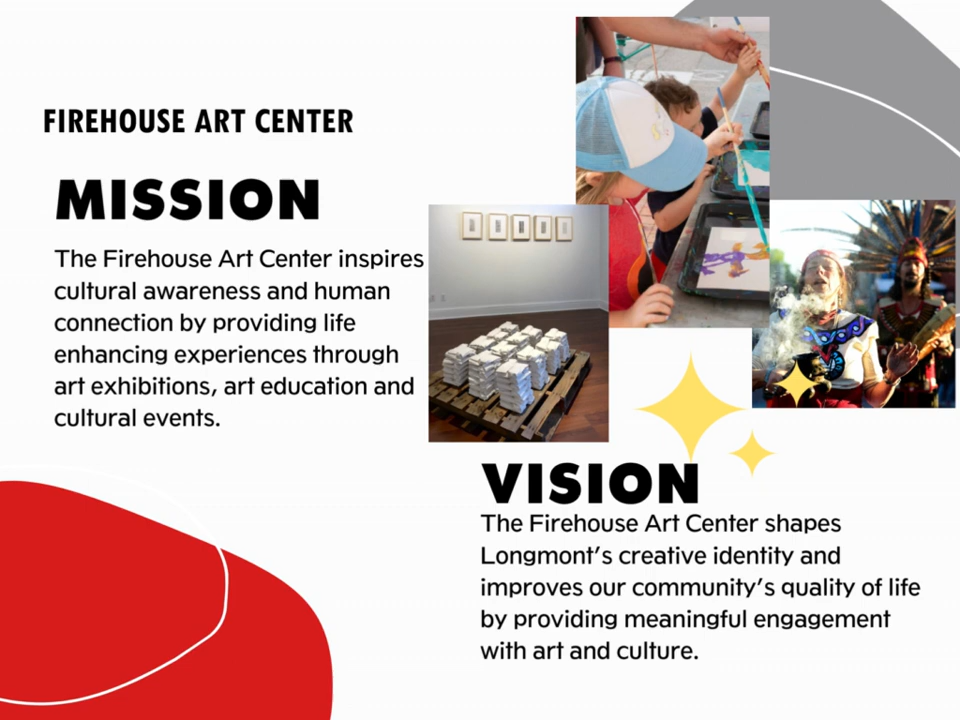 FIREHOUSE ART CENTER
MISSION
The Firehouse Art Center inspires
cultural awareness and human
connection by providing life
enhancing experiences through
art exhibitions, art education and
cultural events.
VISION
The Firehouse Art Center shapes
Longmont's creative identity and
improves our community's quality of life
by providing meaningful engagement
with art and culture.